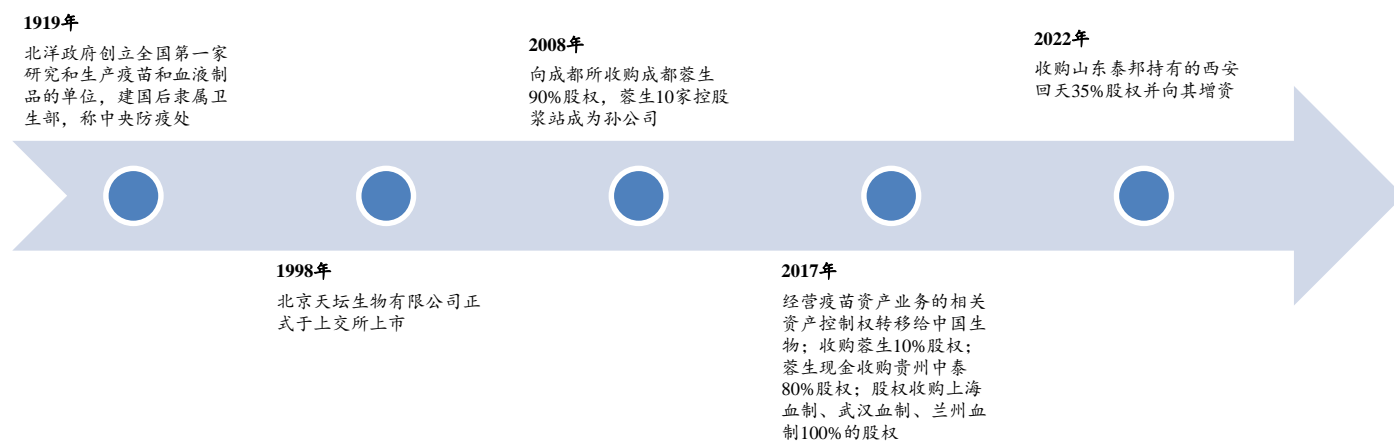 1919年
北洋政府创立全国第一家
研究和生产疫苗和血液制
品的单位，建国后隶属卫
生部，称中央防疫处
1998年
北京天坛生物有限公司正
式于上交所上市
2008年
向成都所收购成都蓉生
90%股权，蓉生10家控股
浆站成为孙公司
2017年
经营疫苗资产业务的相关
资产控制权转移给中国生
物；收购蓉生10%股权；
蓉生现金收购贵州中泰
80%股权；股权收购上海
血制、武汉血制、兰州血
制100%的股权
2022年
收购山东泰邦持有的西安
回天35%股权并向其增资